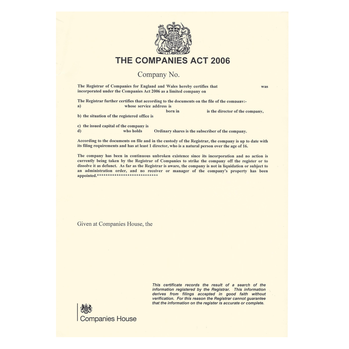 THE COMPANIES ACT 2006
Company No.
The Registrar of Companies for England and Wales hereby certifies that was
incorporated under the Companies Act 2006 as a limited company on
The Registrar further certifies that according to the documents on the file of the company:-
a) whose service address is
born in is the director of the company,
b) the situation of the registered office is
c) the issued capital of the company is
d) who holds Ordinary shares is the subscriber of the company.
According to the documents on file and in the custody of the Registrar, the company is up to date with
its filing requirements and has at least 1 director, who is a natural person over the age of 16.
The company has been in continuous unbroken existence since its incorporation and no action is
currently being taken by the Registrar of Companies to strike the company off the register or to
dissolve it as defunct. As far as the Registrar is aware, the company is not in liquidation or subject to
an administration order, and no receiver or manager of the company's property has been
appointed.****************************
Given at Companies House, the
This certificate records the result of a search of the
information registered by the Registrar. This information
derives from filings accepted in good faith without
verification. For this reason the Registrar cannot guarantee
that the information on the register is accurate or complete.
Companies House